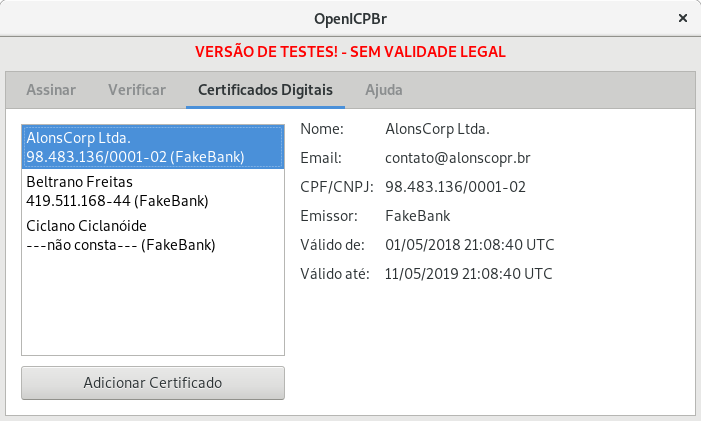 OpenICPBr
VERSÃO DE TESTES! - SEM VALIDADE LEGAL
Assinar Verificar Certificados Digitais Ajuda
AlonsCorp Ltda.
98.483.136/0001-02 (FakeBank)
Beltrano Freitas
419.511.168-44 (FakeBank)
Ciclano Ciclanóide
---não consta--- (FakeBank)
Adicionar Certificado
Nome: AlonsCorp Ltda.
Email: contato@alonscopr.br
CPF/CNPJ: 98.483.136/0001-02
Emissor: FakeBank
Válido de: 01/05/2018 21:08:40 UTC
Válido até: 11/05/2019 21:08:40 UTC